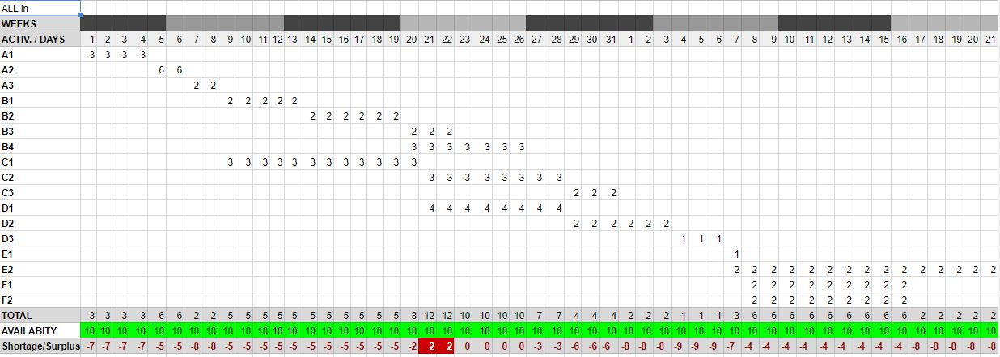 ALL in
WEEKS
ACTIV. / DAYS 1 2 3 4 5 6 7 8 9 10 11 12 13 14 15 16 17 18 19 20 21 22 23 24 25 26 27 28 29 30 31 1 2 3 4 5 6 7 8 9 10 11 12 13 14 15 16 17 18 19 20 21
A1 3 3 3 3
A2 6 6
A3 2 2
B1 2 2 2 2 2
B2 2 2 2 2 2 2
B3 2 2 2
B4 3 3 3 3 3 3 3
C1 3 3 3 3 3 3 3 3 3 3 3 3
C2 3 3 3 3 3 3 3 3
C3 2 2 2
D1 4 4 4 4 4 4 4 4
D2 2 2 2 2 2 2
D3 1 1 1
E1 1
E2 2 2 2 2 2 2 2 2 2 2 2 2 2 2 2
F1 2 2 2 2 2 2 2 2 2
F2 2 2 2 2 2 2 2 2 2
TOTAL 3 3 3 3 6 6 2 2 5 5 5 5 5 5 5 5 5 5 5 8 12 12 10 10 10 10 7 7 4 4 4 2 2 2 1 1 1 3 6 6 6 6 6 6 6 6 6 2 2 2 2 2
AVAILABITY 10 10 10 10 10 10 10 10 10 10 10 10 10 10 10 10 10 10 10 10 10 10 10 10 10 10 10 10 10 10 10 10 10 10 10 10 10 10 10 10 10 10 10 10 10 10 10 10 10 10 10 10
Shortage/Surplus -7 -7 -7 -7 -5 -5 -8 -8 -5 -5 -5 -5 -5 -5 -5 -5 -5 -5 -5 -2 2 2 0 0 0 0 -3 -3 -6 -6 -6 -8 -8 -8 -9 -9 -9 -7 -4 -4 -4 -4 -4 -4 -4 -4 -4 -8 -8 -8 -8 -8